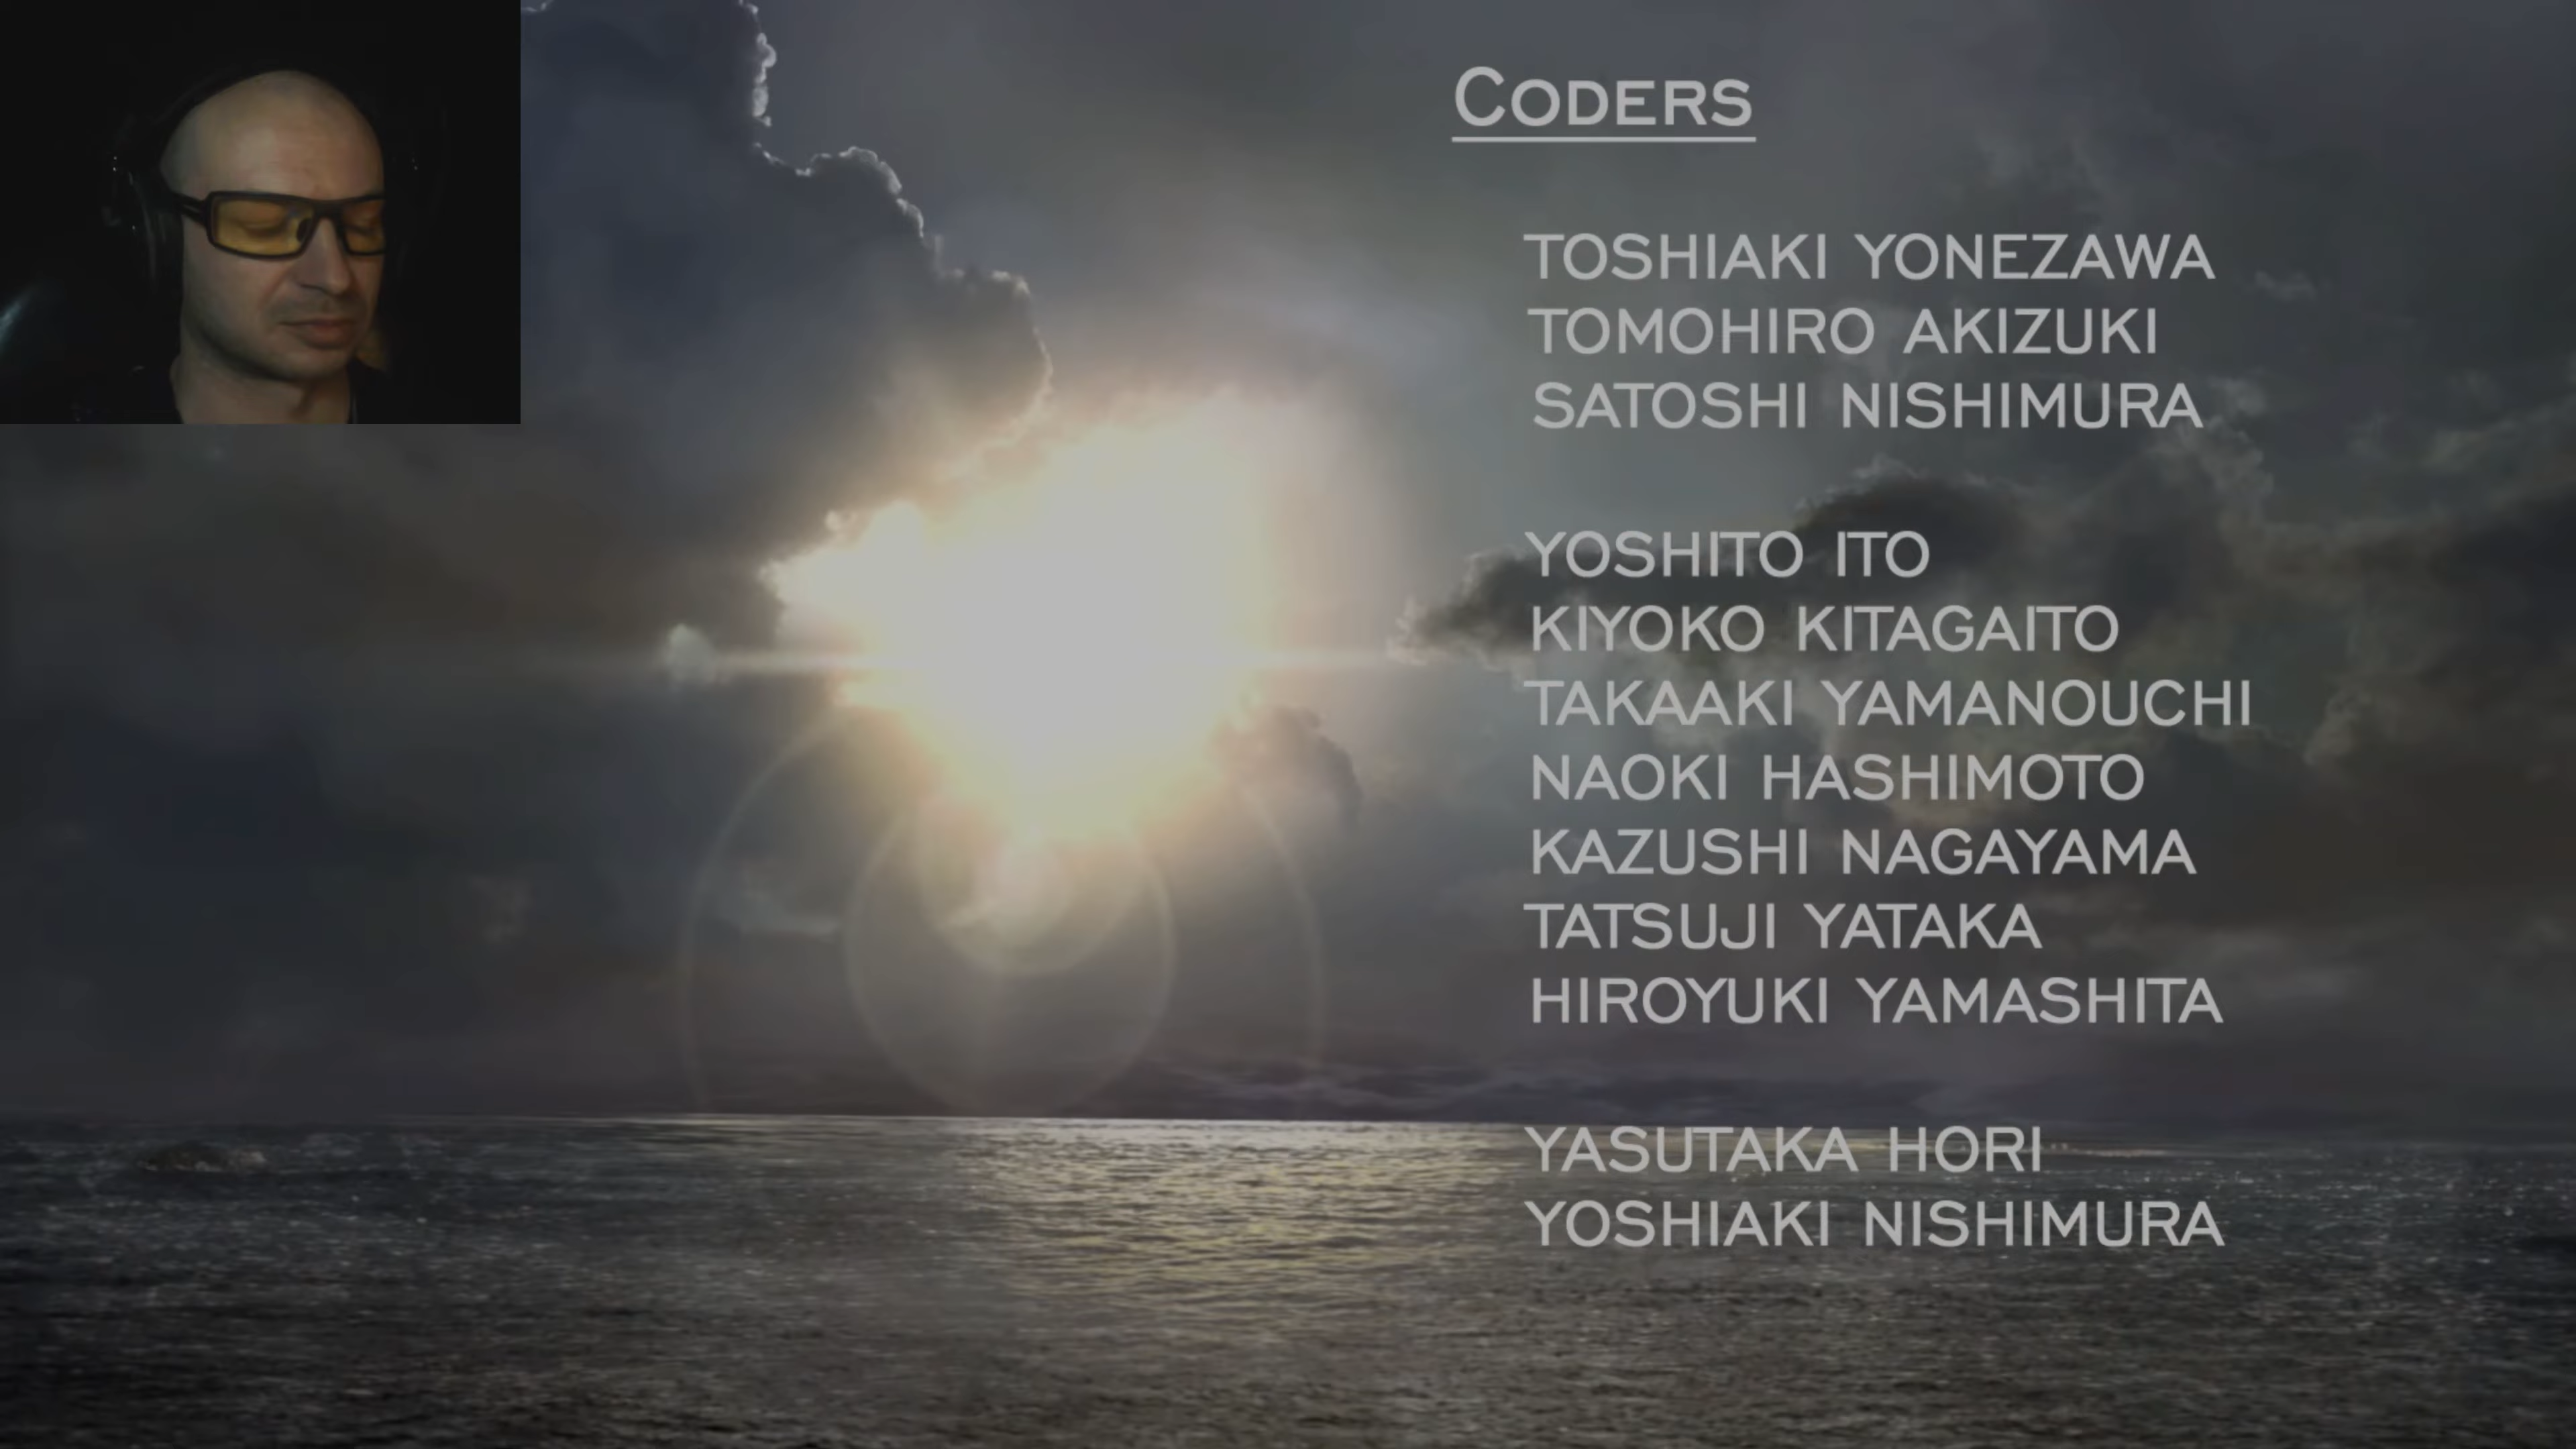 CODERS
TOSHIAKI YONEZAWA
TOMOHIRO AKIZUKI
SATOSHI NISHIMURA
YOSHITO ITO
KIYOKO KITAGAITO
TAKAAKI YAMANOUCHI
NAOKI HASHIMOTO
KAZUSHI NAGAYAMA
TATSUJI YATAKA
HIROYUKI YAMASHITA
YASUTAKA HORI
YOSHIAKI NISHIMURA